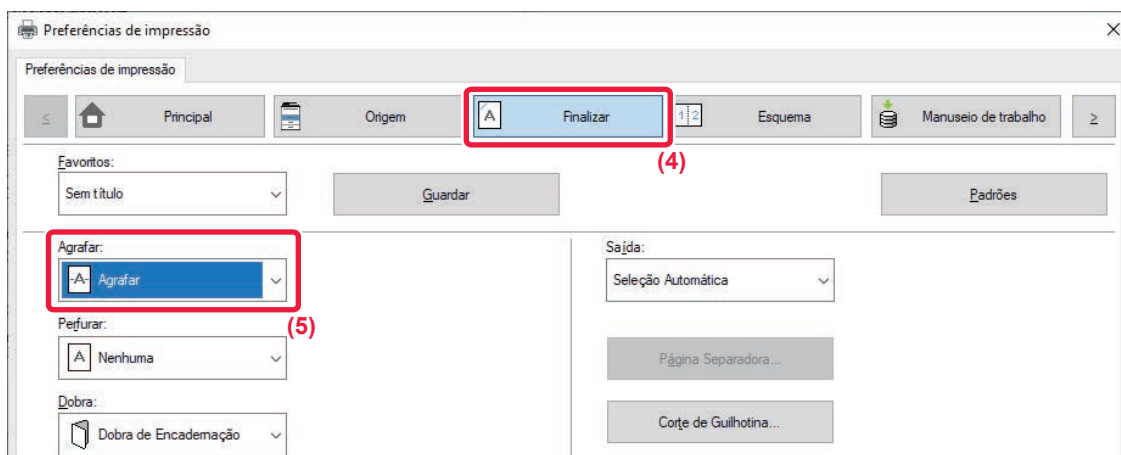 Preferências de impressão
Preferências de impressão
Principal
Origem
A
Finalizar
1 2
Esquema
Manuseio de trabalho
(4)
Favoritos:
Sem título
Guardar
Padrões
Agrafar:
-A- Agrafar
(5)
Saída:
Seleção Automática
Perfurar:
A Nenhuma
Página Separadora...
Dobra:
Dobra de Encadernação
Corte de Guilhotina...